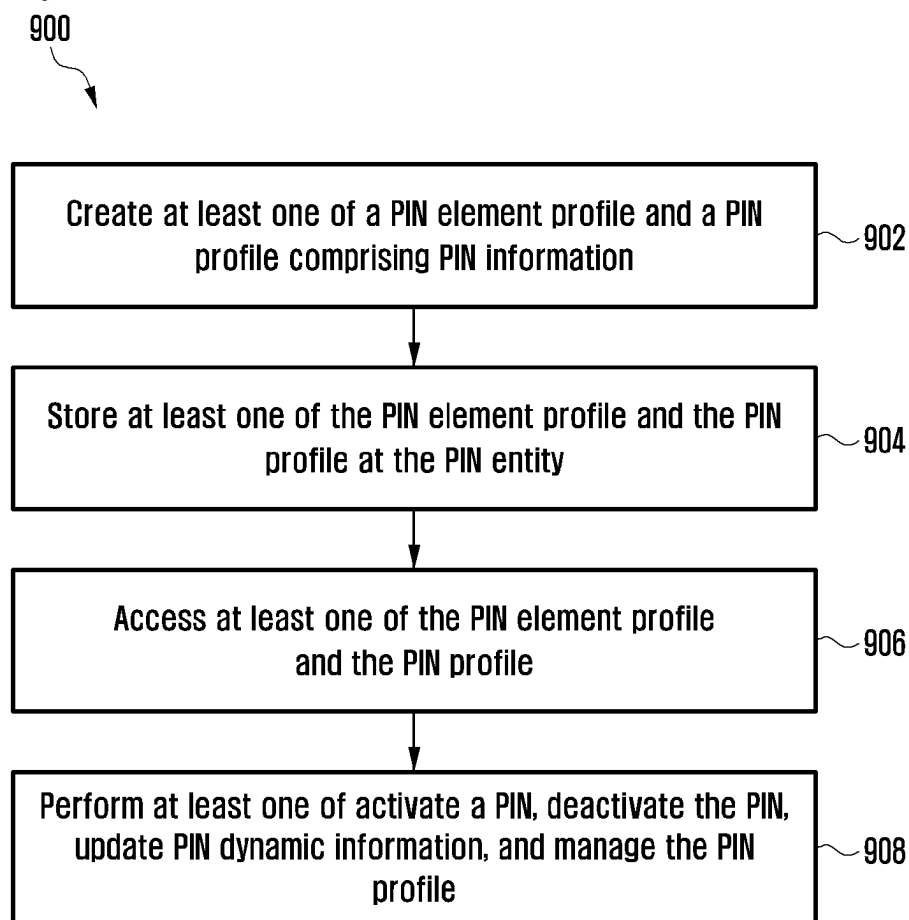 900
Create at least one of a PIN element profile and a PIN
profile comprising PIN information
902
Store at least one of the PIN element profile and the PIN
profile at the PIN entity
904
Access at least one of the PIN element profile
and the PIN profile
906
Perform at least one of activate a PIN, deactivate the PIN,
update PIN dynamic information, and manage the PIN
profile
908